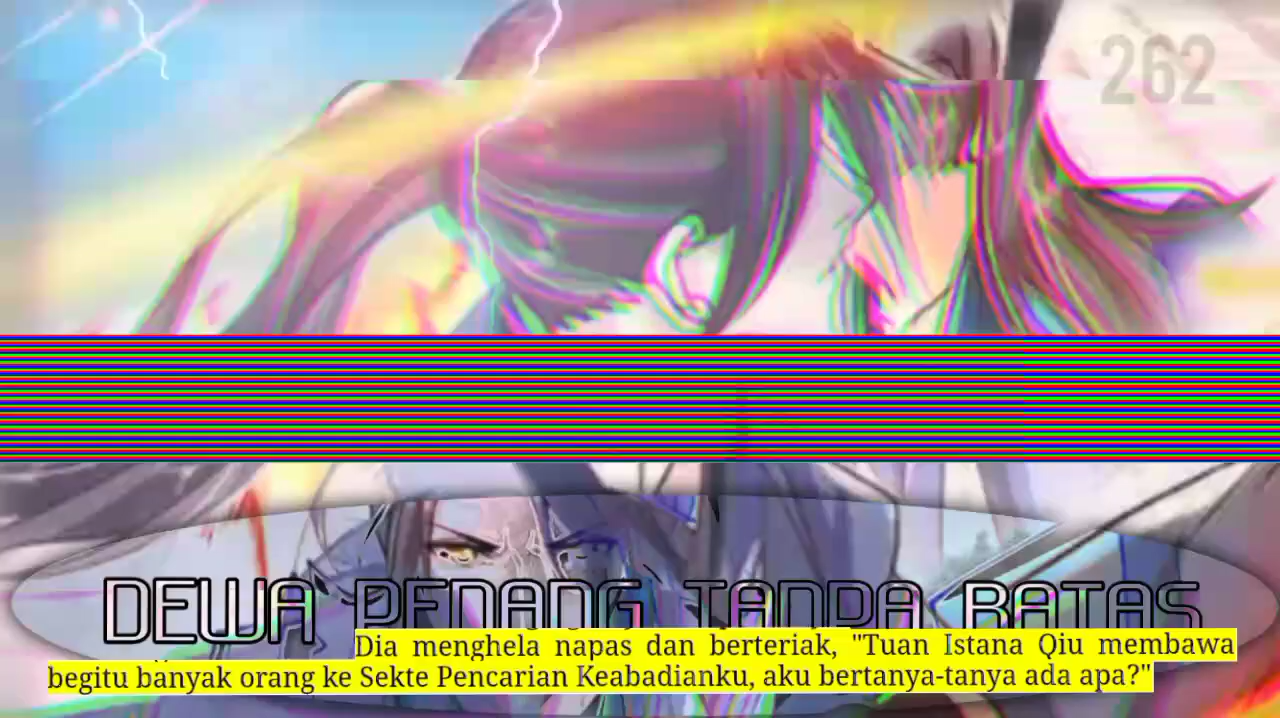 262
DEWA PENANG TANPA BATAS
Dia menghela napas dan berteriak, "Tuan Istana Qiu membawa
begitu banyak orang ke Sekte Pencarian Keabadianku, aku bertanya-tanya ada apa?"